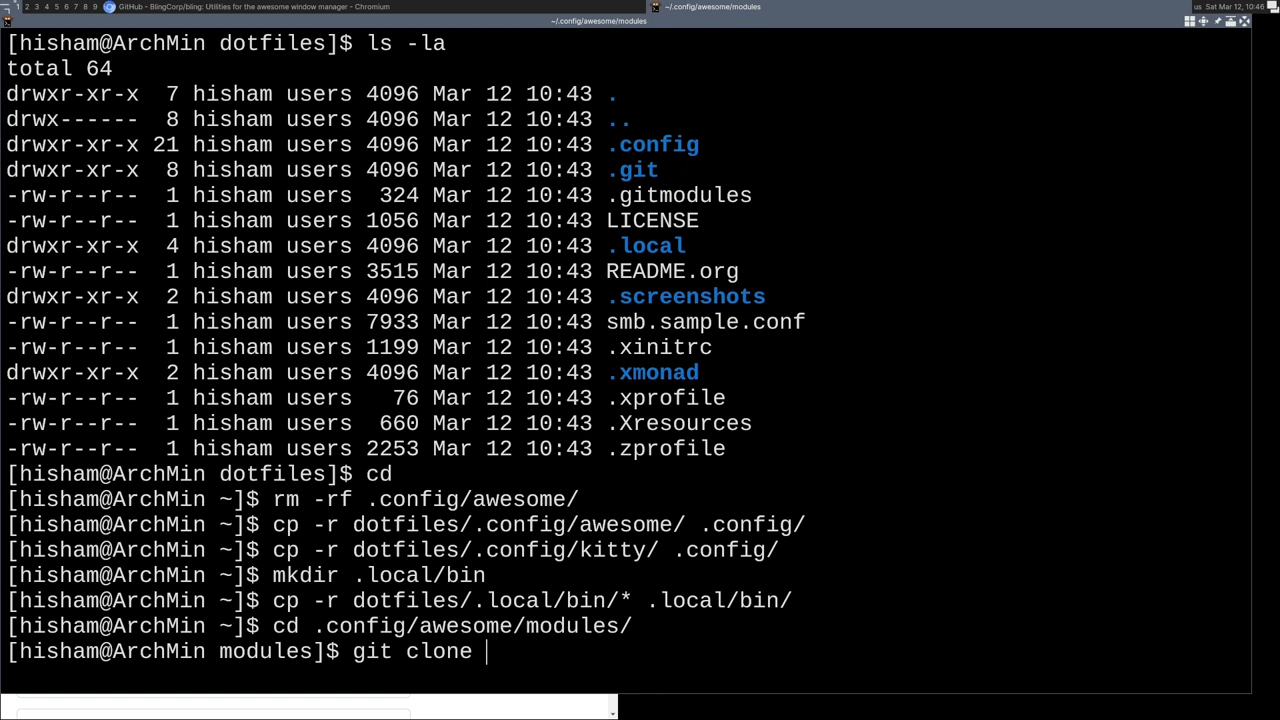 1 2 3 4 5 6 7 8 9 GitHub - BlingCorp/bling: Utilities for the awesome window manager - Chromium ~/.config/awesome/modules us Sat Mar 12, 10:46
~/.config/awesome/modules
[hisham@ArchMin dotfiles]$ ls -la
total 64
drwxr-xr-x  7 hisham users 4096 Mar 12 10:43 .
drwx------  8 hisham users 4096 Mar 12 10:43 ..
drwxr-xr-x 21 hisham users 4096 Mar 12 10:43 .config
drwxr-xr-x  8 hisham users 4096 Mar 12 10:43 .git
-rw-r--r--  1 hisham users  324 Mar 12 10:43 .gitmodules
-rw-r--r--  1 hisham users 1056 Mar 12 10:43 LICENSE
drwxr-xr-x  4 hisham users 4096 Mar 12 10:43 .local
-rw-r--r--  1 hisham users 3515 Mar 12 10:43 README.org
drwxr-xr-x  2 hisham users 4096 Mar 12 10:43 .screenshots
-rw-r--r--  1 hisham users 7933 Mar 12 10:43 smb.sample.conf
-rw-r--r--  1 hisham users 1199 Mar 12 10:43 .xinitrc
drwxr-xr-x  2 hisham users 4096 Mar 12 10:43 .xmonad
-rw-r--r--  1 hisham users   76 Mar 12 10:43 .xprofile
-rw-r--r--  1 hisham users  660 Mar 12 10:43 .Xresources
-rw-r--r--  1 hisham users 2253 Mar 12 10:43 .zprofile
[hisham@ArchMin dotfiles]$ cd
[hisham@ArchMin ~]$ rm -rf .config/awesome/
[hisham@ArchMin ~]$ cp -r dotfiles/.config/awesome/ .config/
[hisham@ArchMin ~]$ cp -r dotfiles/.config/kitty/ .config/
[hisham@ArchMin ~]$ mkdir .local/bin
[hisham@ArchMin ~]$ cp -r dotfiles/.local/bin/* .local/bin/
[hisham@ArchMin ~]$ cd .config/awesome/modules/
[hisham@ArchMin modules]$ git clone